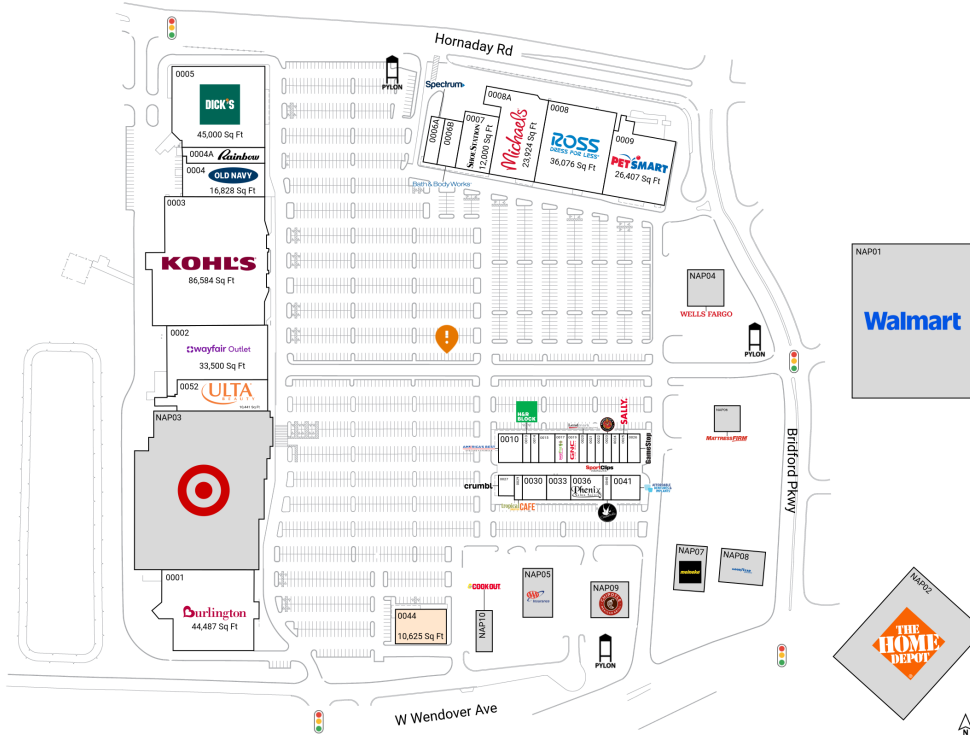 Hornaday Rd
PYLON
Spectrum
0005
DICK'S
45,000 Sq Ft
0004A Rainbow
0004
OLD NAVY
16,828 Sq Ft
0003
KOHL'S
86,584 Sq Ft
0002
wayfair Outlet
33,500 Sq Ft
0052
ULTA
BEAUTY
NAP03
0001
Burlington
44,487 Sq Ft
0006A
0006B
0007
SHOE STATION
12,000 Sq Ft
0008A
Michaels
23,924 Sq Ft
0008
ROSS
DRESS FOR LESS
36,076 Sq Ft
0009
PETSMART
26,407 Sq Ft
Bath & Body Works
!
NAP04
WELLS FARGO
PYLON
NAP01
Walmart
MATTRESS FIRM
Bridford Pkwy
H&R
BLOCK
SALLY
0010
GNC
GameStop
SportClips
crumbl
0030
0033
0036
Phenix
0041
CAFE
NAP07
meineke
NAP08
NAP02
THE
HOME
DEPOT
COOK OUT
NAP10
NAP05
NAP09
CHIPOTLE
PYLON
0044
10,625 Sq Ft
W Wendover Ave
N